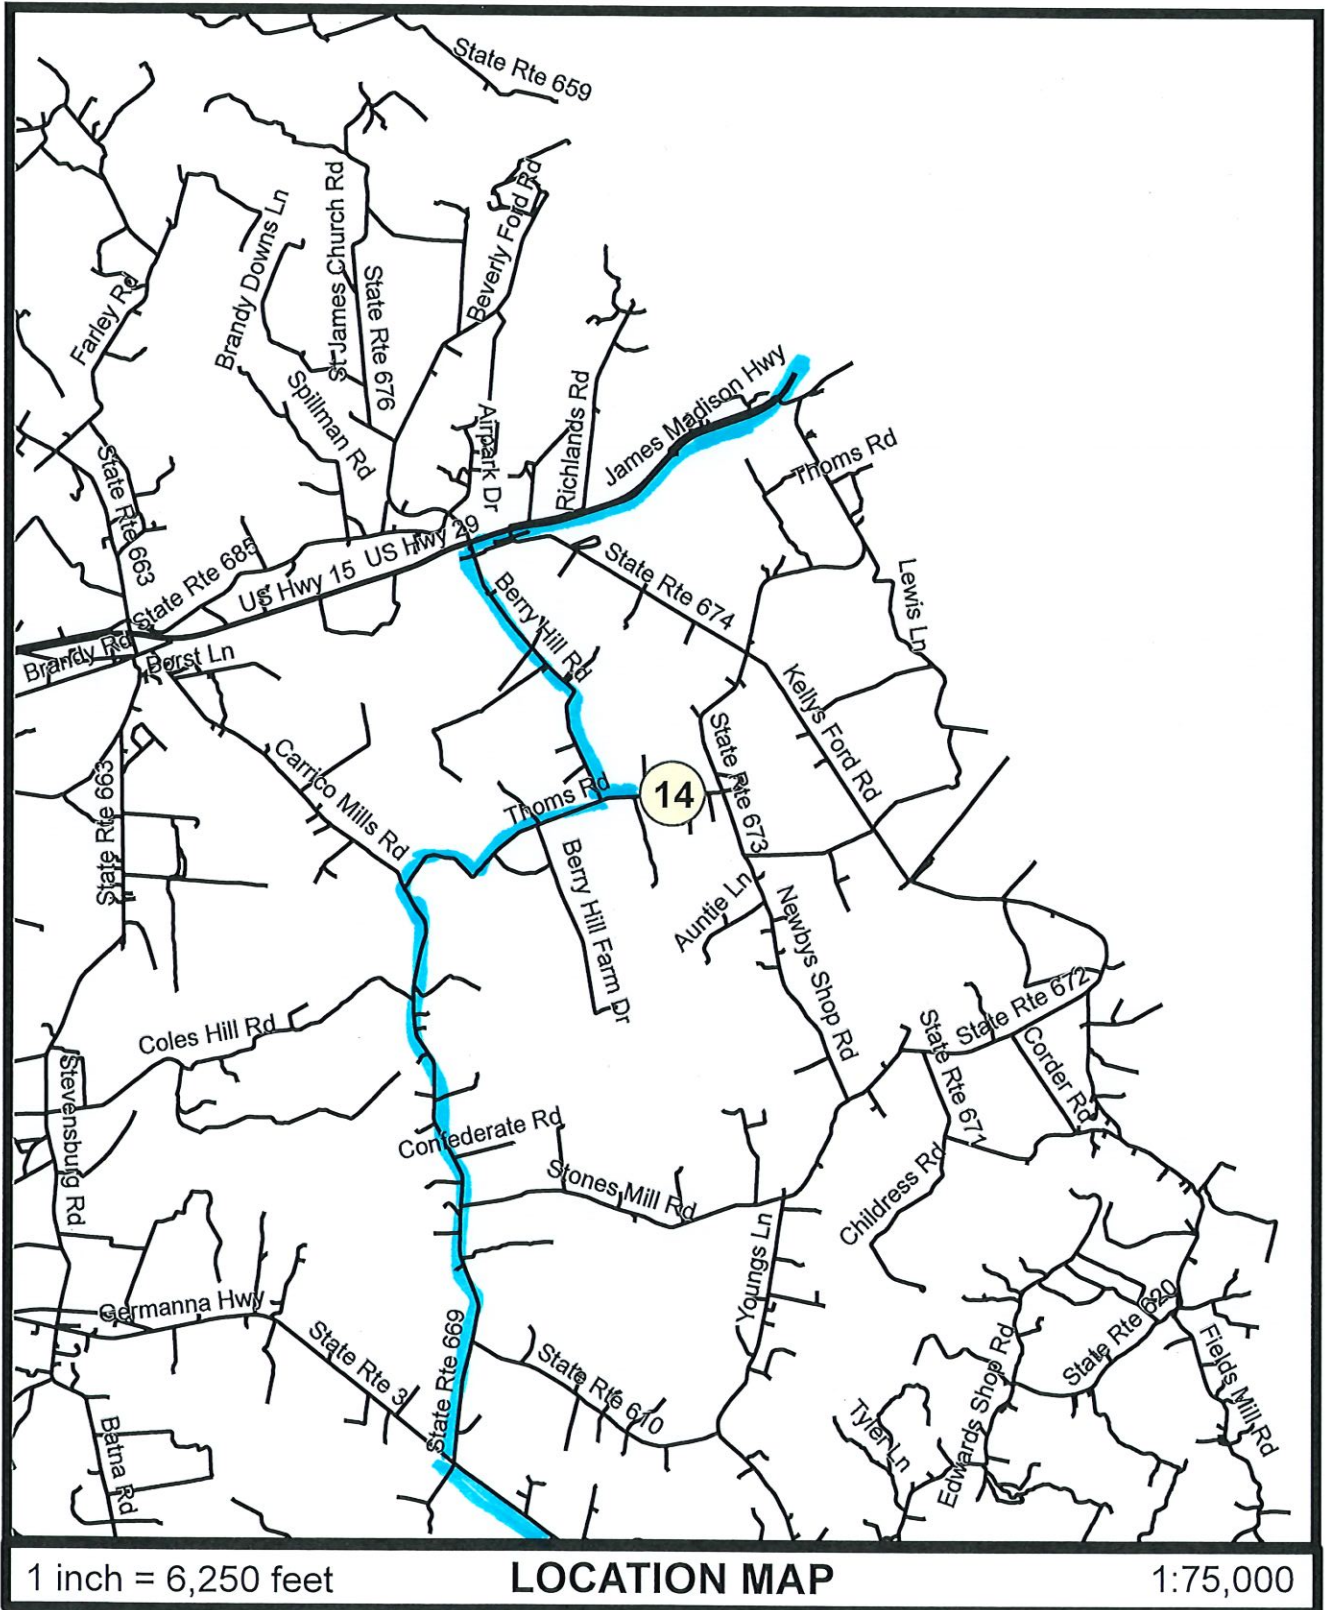 State Rte 659
St James Church Rd
Beverly Ford Rd
Brandy Downs Ln
Farley Rd
State Rte 676
James Madison Hwy
Spillman Rd
Richlands Rd
Airpark Dr
Thoms Rd
State Rte 663
US Hwy 29
State Rte 685
US Hwy 15
State Rte 674
Lewis Ln
Berry Hill Rd
Brandy Rd
Borst Ln
Kellys Ford Rd
State Rte 673
Carrico Mills Rd
State Rte 663
Thoms Rd
14
Berry Hill Farm Dr
Auntie Ln
Newbys Shop Rd
State Rte 672
Coles Hill Rd
State Rte 671
Corder Rd
Stevensburg Rd
Confederate Rd
Stones Mill Rd
Childress Rd
Youngs Ln
Germanna Hwy
State Rte 620
State Rte 3
State Rte 669
State Rte 610
Edwards Shop Rd
Fields Mill Rd
Tyler Ln
Batna Rd
1 inch = 6,250 feet
LOCATION MAP
1:75,000